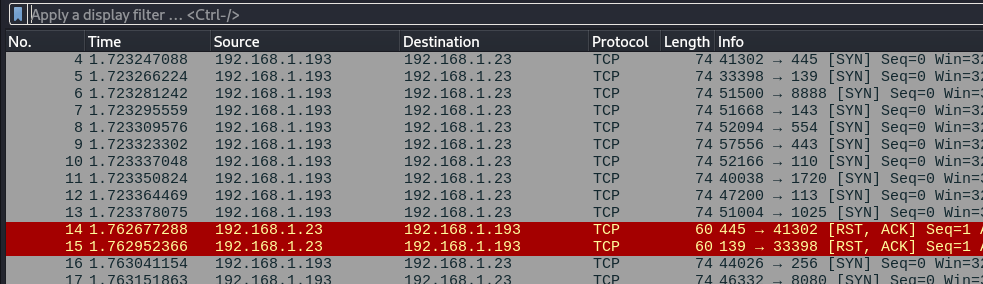 Apply a display filter ... <Ctrl-/>
No. Time Source Destination Protocol Length Info
4 1.723247088 192.168.1.193 192.168.1.23 TCP 74 41302 → 445 [SYN] Seq=0 Win=32
5 1.723266224 192.168.1.193 192.168.1.23 TCP 74 33398 → 139 [SYN] Seq=0 Win=32
6 1.723281242 192.168.1.193 192.168.1.23 TCP 74 51500 → 8888 [SYN] Seq=0 Win=3
7 1.723295559 192.168.1.193 192.168.1.23 TCP 74 51668 → 143 [SYN] Seq=0 Win=32
8 1.723309576 192.168.1.193 192.168.1.23 TCP 74 52094 → 554 [SYN] Seq=0 Win=32
9 1.723323302 192.168.1.193 192.168.1.23 TCP 74 57556 → 443 [SYN] Seq=0 Win=32
10 1.723337048 192.168.1.193 192.168.1.23 TCP 74 52166 → 110 [SYN] Seq=0 Win=32
11 1.723350824 192.168.1.193 192.168.1.23 TCP 74 40038 → 1720 [SYN] Seq=0 Win=3
12 1.723364469 192.168.1.193 192.168.1.23 TCP 74 47200 → 113 [SYN] Seq=0 Win=32
13 1.723378075 192.168.1.193 192.168.1.23 TCP 74 51004 → 1025 [SYN] Seq=0 Win=3
14 1.762677288 192.168.1.23 192.168.1.193 TCP 60 445 → 41302 [RST, ACK] Seq=1 A
15 1.762952366 192.168.1.23 192.168.1.193 TCP 60 139 → 33398 [RST, ACK] Seq=1 A
16 1.763041154 192.168.1.193 192.168.1.23 TCP 74 44026 → 256 [SYN] Seq=0 Win=32
17 1.763151863 192.168.1.193 192.168.1.23 TCP 74 46332 → 8080 [SYN] Seq=0 Win=3